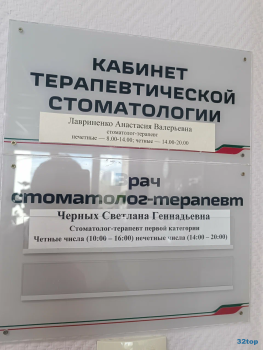 КАБИНЕТ
ТЕРАПЕВТИЧЕСКОЙ
СТОМАТОЛОГИИ
Лавриненко Анастасия Валерьевна
стоматолог-терапевт
нечетные — 8.00-14.00; четные — 14.00-20.00
Врач
стоматолог-терапевт
Черных Светлана Геннадьевна
Стоматолог-терапевт первой категории
Четные числа (10:06 – 16:00) нечетные числа (14:00 – 20:00)
32top